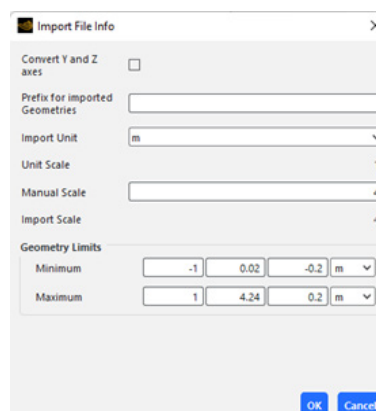 Import File Info
Convert Y and Z
axes
Prefix for imported
Geometries
Import Unit m
Unit Scale
Manual Scale
Import Scale
Geometry Limits
Minimum -1 0.02 -0.2 m
Maximum 1 4.24 0.2 m
OK Cancel